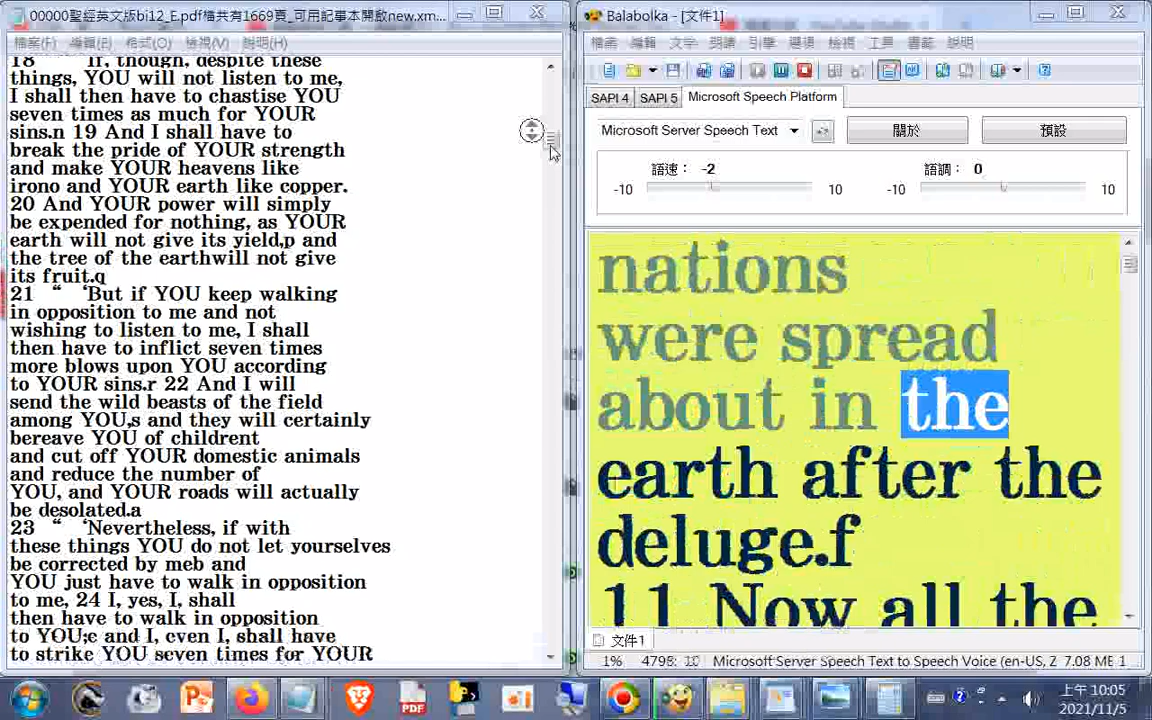 00000聖經英文版bi12_E.pdf檔共有1669頁_可用記事本開啟new.xm...
檔案(F) 編輯(E) 格式(O) 檢視(V) 說明(H)
18 “ ‘If, though, despite these
things, YOU will not listen to me,
I shall then have to chastise YOU
seven times as much for YOUR
sins.n 19 And I shall have to
break the pride of YOUR strength
and make YOUR heavens like
irono and YOUR earth like copper.
20 And YOUR power will simply
be expended for nothing, as YOUR
earth will not give its yield,p and
the tree of the earthwill not give
its fruit.q
21 “ ‘But if YOU keep walking
in opposition to me and not
wishing to listen to me, I shall
then have to inflict seven times
more blows upon YOU according
to YOUR sins.r 22 And I will
send the wild beasts of the field
among YOU,s and they will certainly
bereave YOU of childrent
and cut off YOUR domestic animals
and reduce the number of
YOU, and YOUR roads will actually
be desolated.a
23 “ ‘Nevertheless, if with
these things YOU do not let yourselves
be corrected by meb and
YOU just have to walk in opposition
to me, 24 I, yes, I, shall
then have to walk in opposition
to YOU;c and I, even I, shall have
to strike YOU seven times for YOUR
Balabolka - [文件1]
檔案 編輯 文字 朗讀 引擎 選項 檢視 工具 書籤 說明
SAPI 4 SAPI 5 Microsoft Speech Platform
Microsoft Server Speech Text 關於 預設
語速： -2 語調： 0
-10 10 -10 10
nations
were spread
about in the
earth after the
deluge.f
11 Now all the
文件1
1% 4795: 10 Microsoft Server Speech Text to Speech Voice (en-US, Z 7.08 ME 1
PDF
上午 10:05
2021/11/5